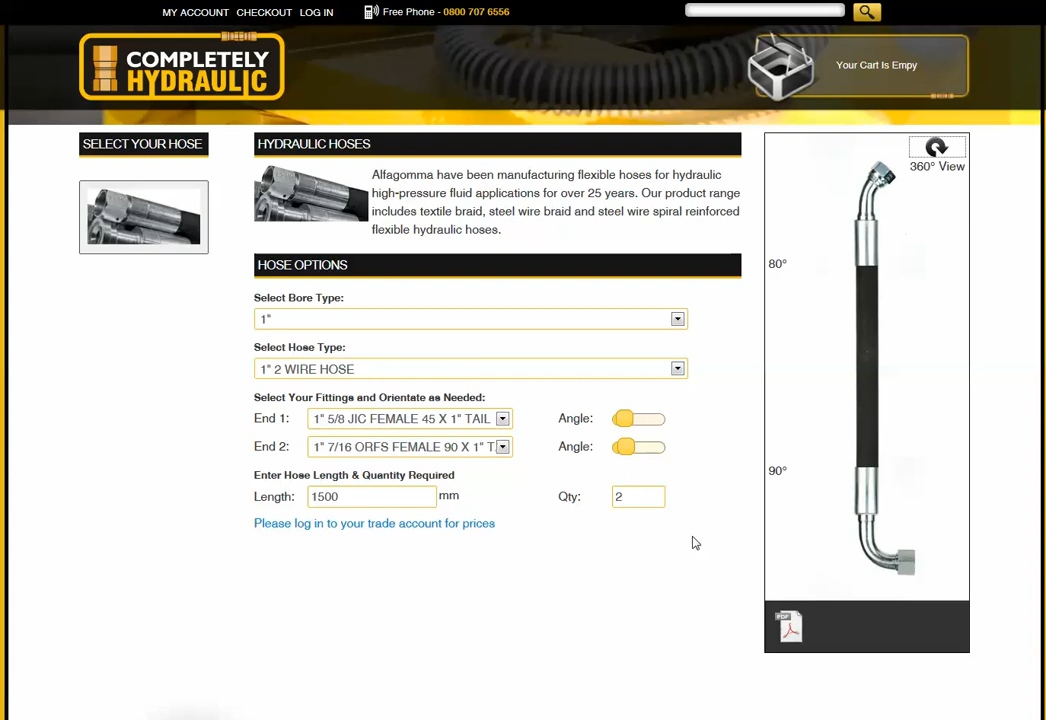 MY ACCOUNT CHECKOUT LOG IN Free Phone - 0800 707 6556
COMPLETELY
HYDRAULIC
Your Cart Is Empy
SELECT YOUR HOSE
HYDRAULIC HOSES
Alfagomma have been manufacturing flexible hoses for hydraulic
high-pressure fluid applications for over 25 years. Our product range
includes textile braid, steel wire braid and steel wire spiral reinforced
flexible hydraulic hoses.
HOSE OPTIONS
Select Bore Type:
1"
Select Hose Type:
1" 2 WIRE HOSE
Select Your Fittings and Orientate as Needed:
End 1: 1" 5/8 JIC FEMALE 45 X 1" TAIL Angle:
End 2: 1" 7/16 ORFS FEMALE 90 X 1" T Angle:
Enter Hose Length & Quantity Required
Length: 1500 mm Qty: 2
Please log in to your trade account for prices
360° View
80°
90°
PDF